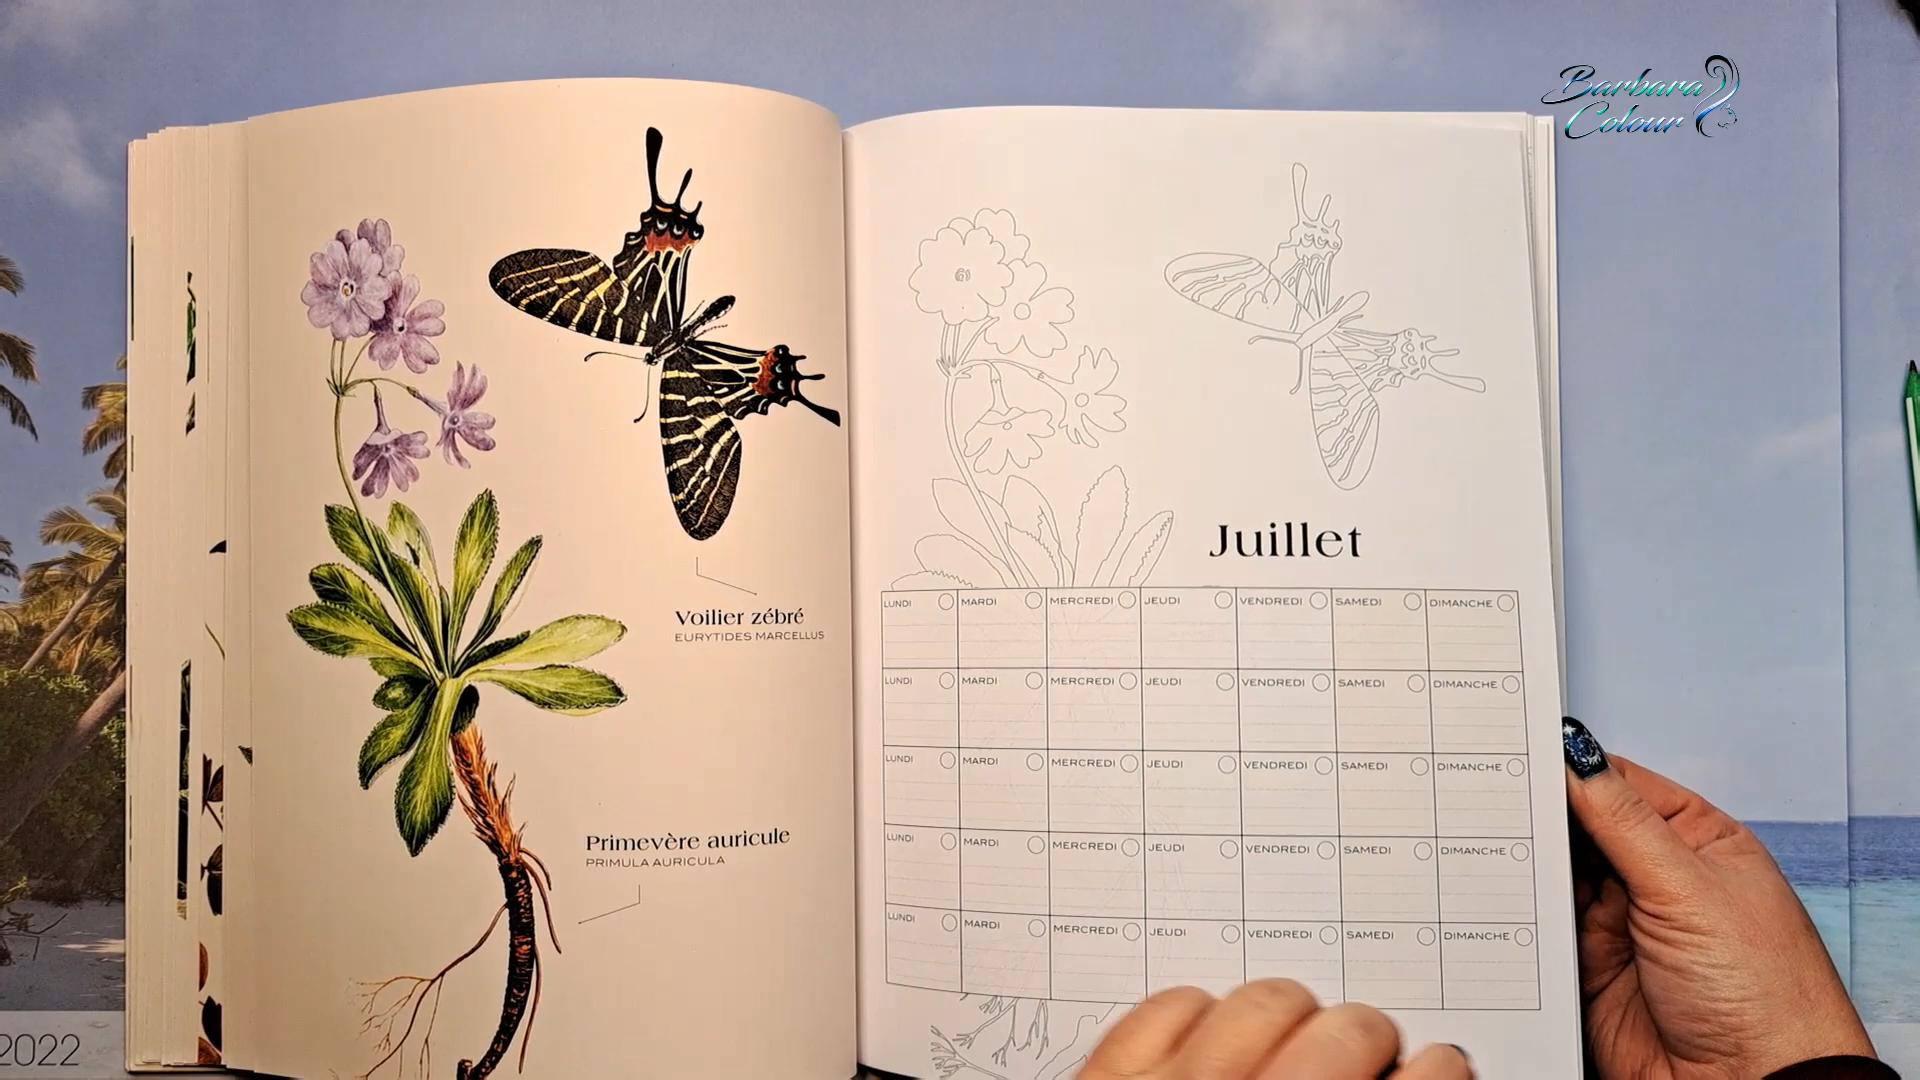 Barbara
Colour
Voilier zébré
EURYTIDES MARCELLUS
Primevère auricule
PRIMULA AURICULA
Juillet
LUNDI MARDI MERCREDI JEUDI VENDREDI SAMEDI DIMANCHE
LUNDI MARDI MERCREDI JEUDI VENDREDI SAMEDI DIMANCHE
LUNDI MARDI MERCREDI JEUDI VENDREDI SAMEDI DIMANCHE
LUNDI MARDI MERCREDI JEUDI VENDREDI SAMEDI DIMANCHE
LUNDI MARDI MERCREDI JEUDI VENDREDI SAMEDI DIMANCHE
2022